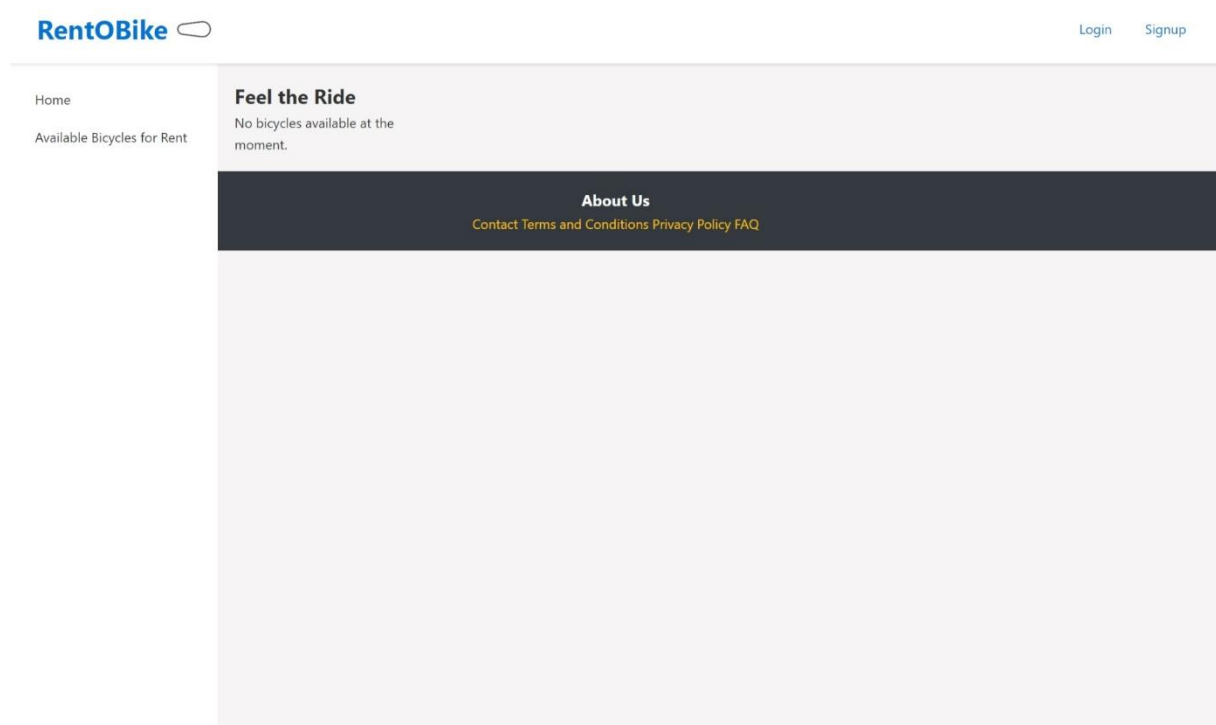 RentOBike
Login Signup
Home
Available Bicycles for Rent
Feel the Ride
No bicycles available at the
moment.
About Us
Contact Terms and Conditions Privacy Policy FAQ